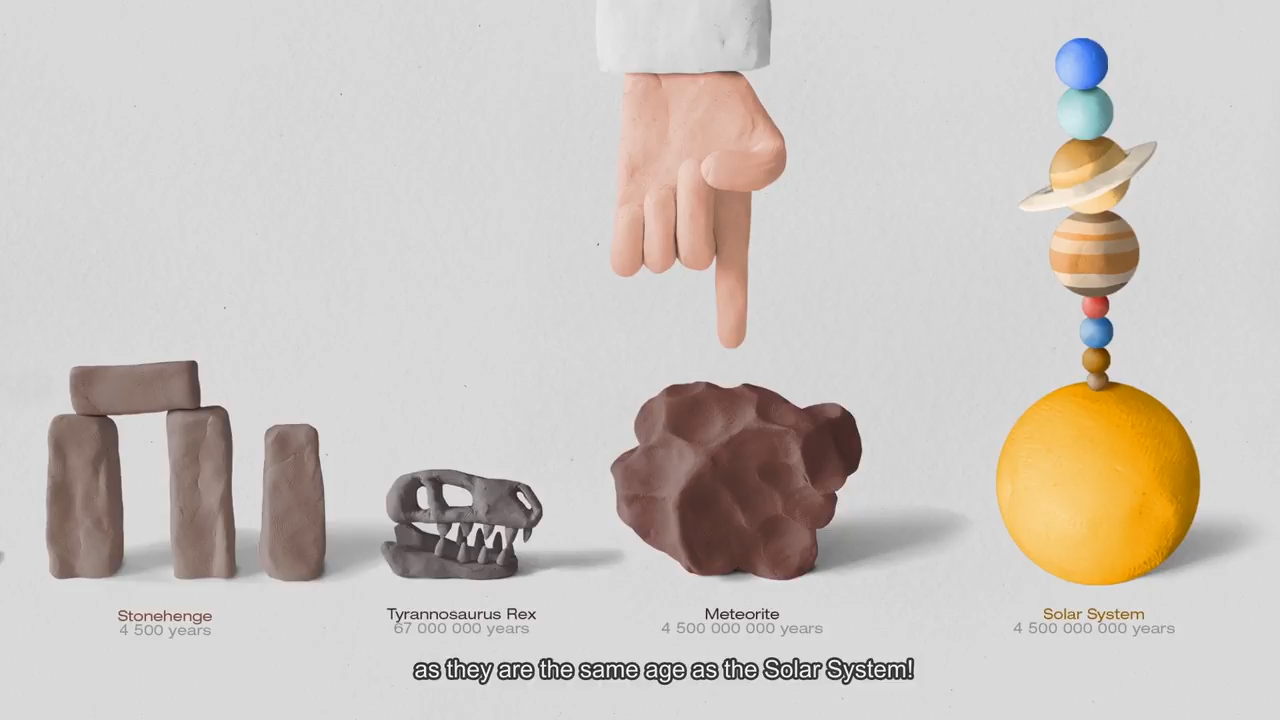 Stonehenge
4 500 years
Tyrannosaurus Rex
67 000 000 years
Meteorite
4 500 000 000 years
Solar System
4 500 000 000 years
as they are the same age as the Solar System!